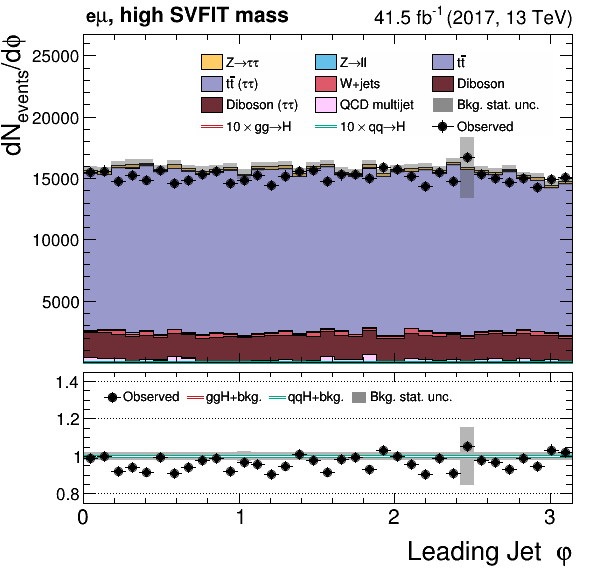 eμ, high SVFIT mass 41.5 fb⁻¹ (2017, 13 TeV)
dN_events/dϕ
25000
20000
15000
10000
5000
Z→ττ Z→ll tt̄
tt̄ (ττ) W+jets Diboson
Diboson (ττ) QCD multijet Bkg. stat. unc.
10 × gg→H 10 × qq→H Observed
1.4
1.2
1
0.8
Observed ggH+bkg. qqH+bkg. Bkg. stat. unc.
0 1 2 3
Leading Jet φ